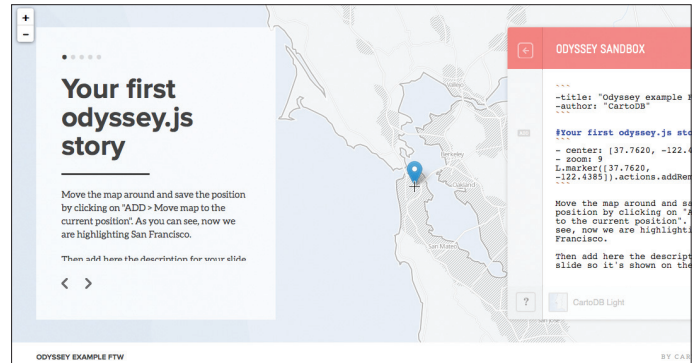 +
−
Your first
odyssey.js
story
Move the map around and save the position
by clicking on "ADD > Move map to the
current position". As you can see, now we
are highlighting San Francisco.
Then add here the description for your slide
Vallejo
Berkeley
Oakland
San Mateo
ODYSSEY SANDBOX
```
-title: "Odyssey example
-author: "CartoDB"
```
#Your first odyssey.js sto
```
- center: [37.7620, -122.4
- zoom: 9
L.marker([37.7620,
-122.4385]).actions.addRem
```
Move the map around and sa
position by clicking on "A
to the current position".
see, now we are highlighti
Francisco.
Then add here the descript
slide so it's shown on the
?
CartoDB Light
ODYSSEY EXAMPLE FTW
BY CAR